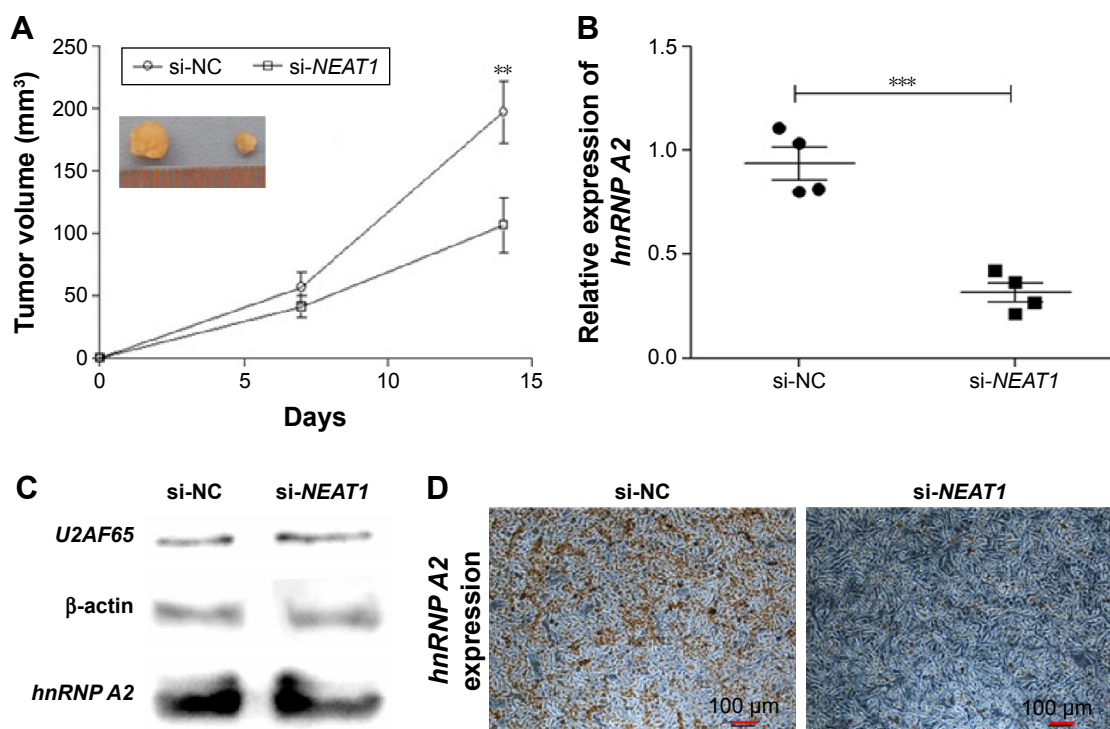 A
Tumor volume (mm³)
250
200
150
100
50
0
si-NC
si-NEAT1
**
0
5
10
15
Days
B
Relative expression of
hnRNP A2
1.5
1.0
0.5
0.0
***
si-NC
si-NEAT1
C
si-NC
si-NEAT1
U2AF65
β-actin
hnRNP A2
D
si-NC
si-NEAT1
hnRNP A2
expression
100 µm
100 µm